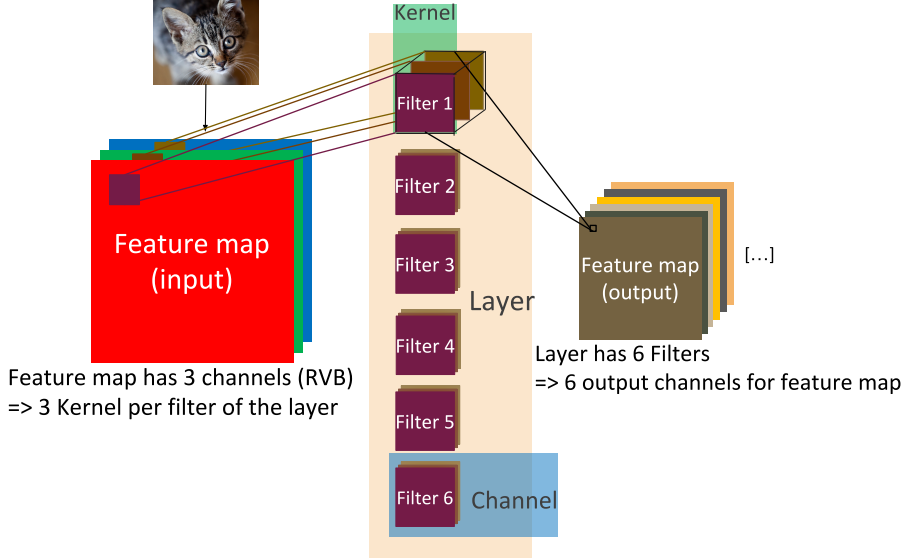 Kernel
Filter 1
Filter 2
Filter 3
Filter 4
Filter 5
Filter 6
Layer
Channel
Feature map
(input)
Feature map has 3 channels (RVB)
=> 3 Kernel per filter of the layer
Feature map
(output)
[…]
Layer has 6 Filters
=> 6 output channels for feature map